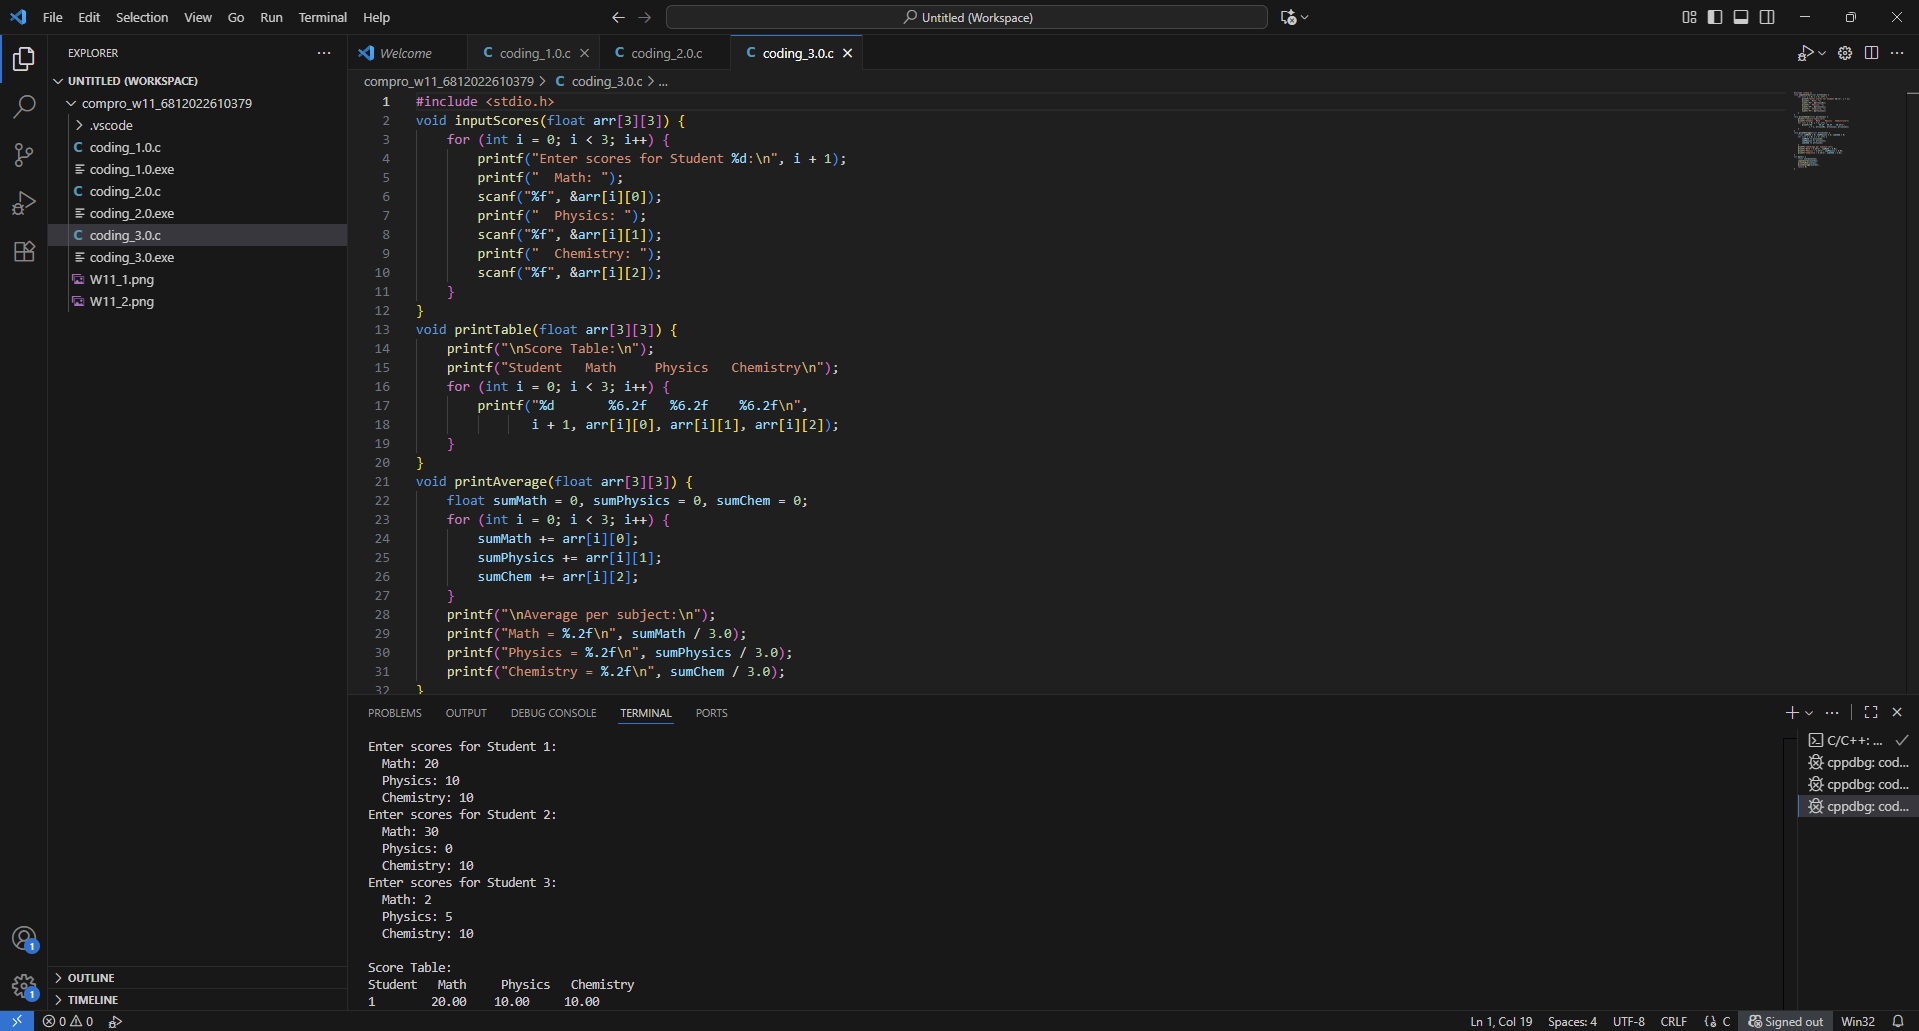 File Edit Selection View Go Run Terminal Help
Untitled (Workspace)
EXPLORER
UNTITLED (WORKSPACE)
compro_w11_6812022610379
.vscode
C coding_1.0.c
coding_1.0.exe
C coding_2.0.c
coding_2.0.exe
C coding_3.0.c
coding_3.0.exe
W11_1.png
W11_2.png
OUTLINE
TIMELINE
Welcome
C coding_1.0.c
C coding_2.0.c
C coding_3.0.c
compro_w11_6812022610379 > C coding_3.0.c > ...
1 #include <stdio.h>
2 void inputScores(float arr[3][3]) {
3 for (int i = 0; i < 3; i++) {
4 printf("Enter scores for Student %d:\n", i + 1);
5 printf("  Math: ");
6 scanf("%f", &arr[i][0]);
7 printf("  Physics: ");
8 scanf("%f", &arr[i][1]);
9 printf("  Chemistry: ");
10 scanf("%f", &arr[i][2]);
11 }
12 }
13 void printTable(float arr[3][3]) {
14 printf("\nScore Table:\n");
15 printf("Student   Math     Physics   Chemistry\n");
16 for (int i = 0; i < 3; i++) {
17 printf("%d       %6.2f   %6.2f    %6.2f\n",
18 i + 1, arr[i][0], arr[i][1], arr[i][2]);
19 }
20 }
21 void printAverage(float arr[3][3]) {
22 float sumMath = 0, sumPhysics = 0, sumChem = 0;
23 for (int i = 0; i < 3; i++) {
24 sumMath += arr[i][0];
25 sumPhysics += arr[i][1];
26 sumChem += arr[i][2];
27 }
28 printf("\nAverage per subject:\n");
29 printf("Math = %.2f\n", sumMath / 3.0);
30 printf("Physics = %.2f\n", sumPhysics / 3.0);
31 printf("Chemistry = %.2f\n", sumChem / 3.0);
32 }
PROBLEMS OUTPUT DEBUG CONSOLE TERMINAL PORTS
Enter scores for Student 1:
Math: 20
Physics: 10
Chemistry: 10
Enter scores for Student 2:
Math: 30
Physics: 0
Chemistry: 10
Enter scores for Student 3:
Math: 2
Physics: 5
Chemistry: 10
Score Table:
Student   Math     Physics   Chemistry
1        20.00    10.00     10.00
C/C++: ...
cppdbg: cod...
cppdbg: cod...
cppdbg: cod...
1
1
0 0
Ln 1, Col 19 Spaces: 4 UTF-8 CRLF {} C Signed out Win32